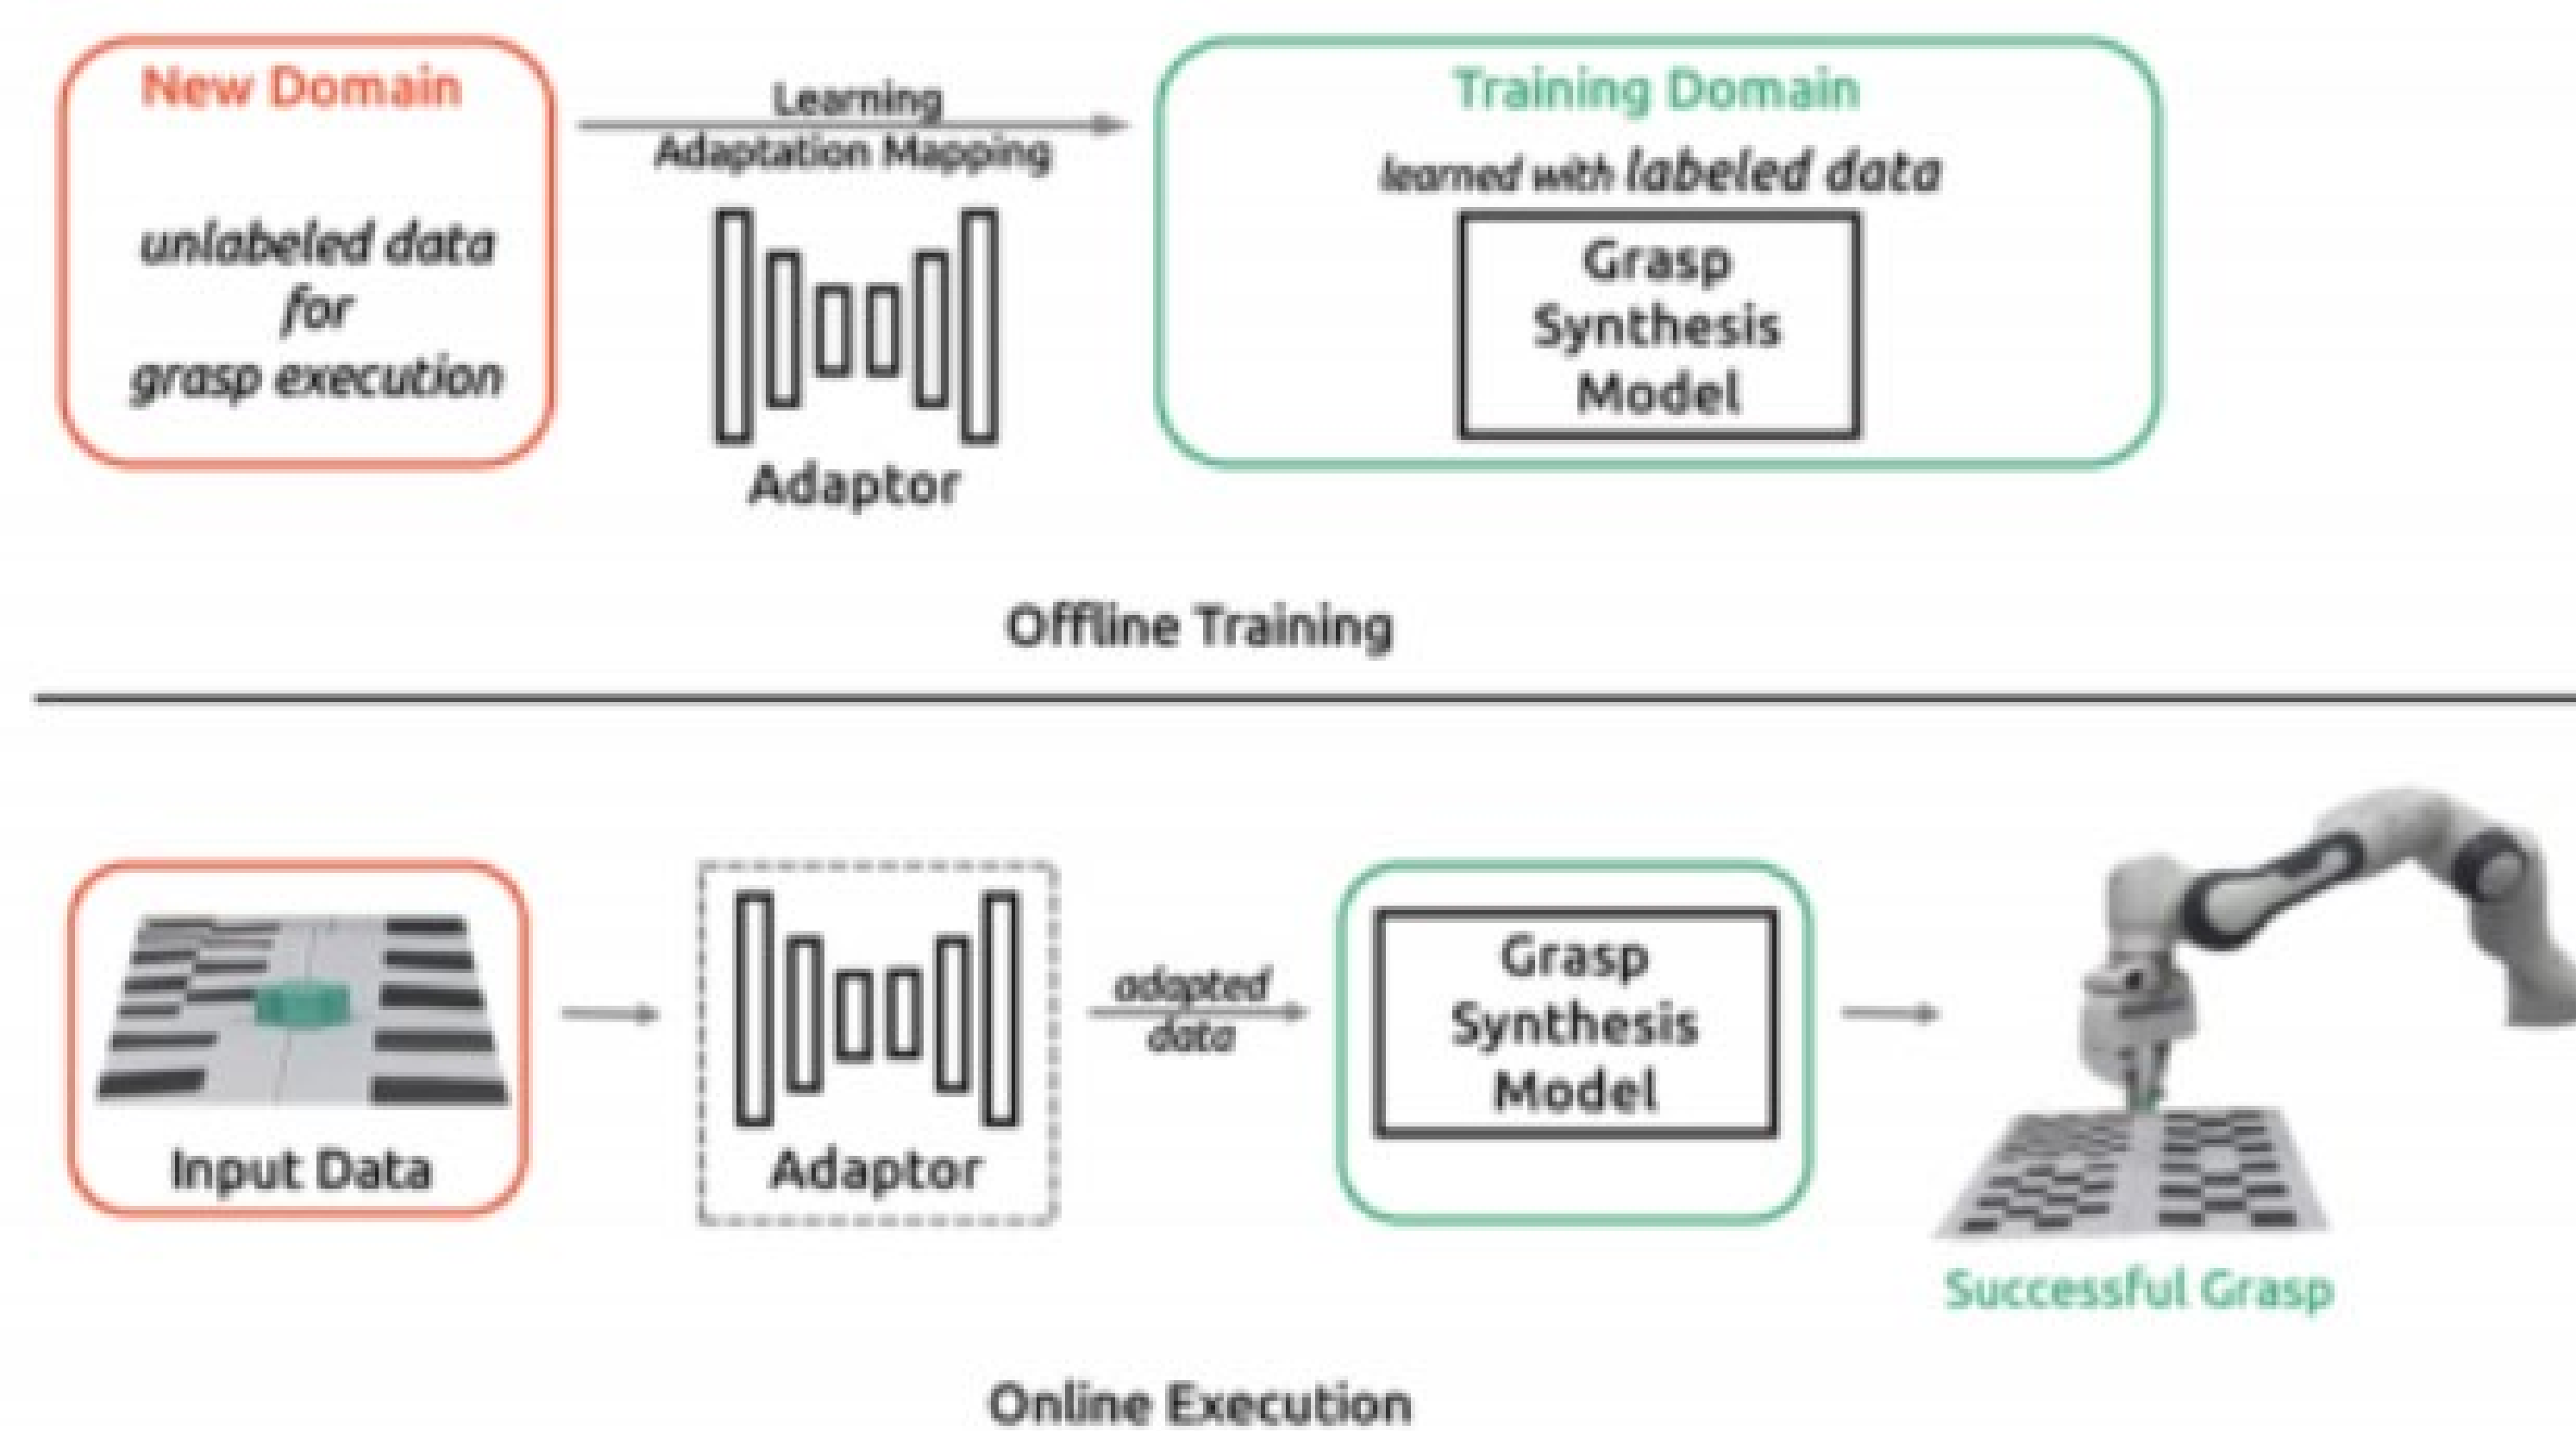 New Domain
unlabeled data
for
grasp execution
Learning
Adaptation Mapping
Adaptor
Training Domain
learned with labeled data
Grasp
Synthesis
Model
Offline Training
Input Data
Adaptor
adapted
data
Grasp
Synthesis
Model
Successful Grasp
Online Execution